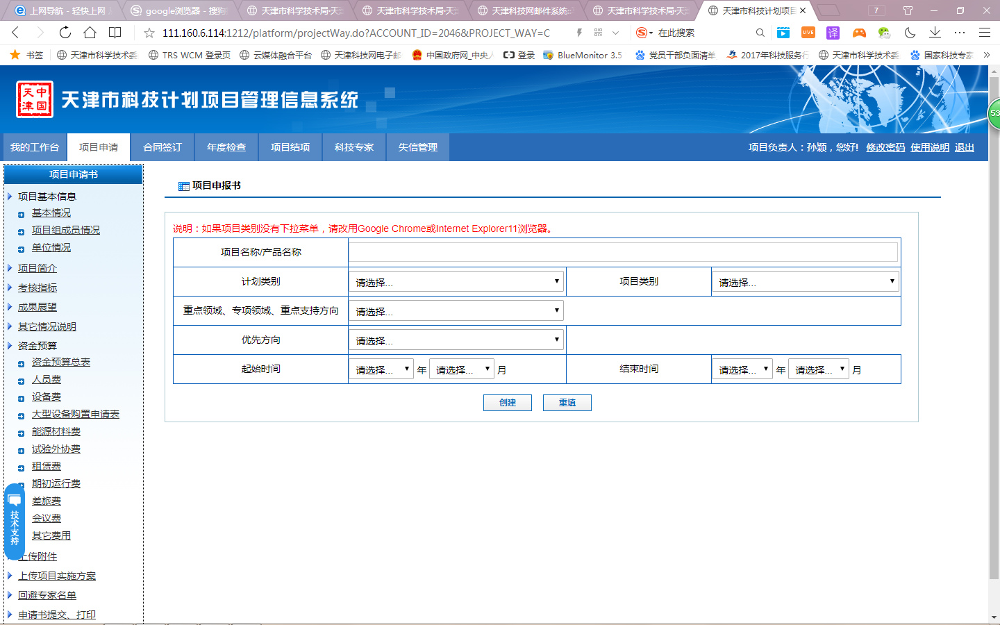 上网导航 - 轻快上网
google浏览器 - 搜狗
天津市科学技术局-天
天津市科学技术局-天
天津科技网邮件系统
天津市科学技术局-天
天津市科技计划项目
7
111.160.6.114:1212/platform/projectWay.do?ACCOUNT_ID=2046&PROJECT_WAY=C
在此搜索
LIVE
译
书签
天津市科学技术委
TRS WCM 登录页
云媒体融合平台
天津科技网电子邮
中国政府网_中央人
登录
BlueMonitor 3.5
党员干部负面清单
2017年科技服务行
天津市科学技术委
国家科技专家
»
天中
津国
天津市科技计划项目管理信息系统
53
我的工作台 项目申请 合同签订 年度检查 项目结项 科技专家 失信管理
项目负责人：孙颖，您好! 修改密码 使用说明 退出
项目申请书
项目基本信息
基本情况
项目组成员情况
单位情况
项目简介
考核指标
成果展望
其它情况说明
资金预算
资金预算总表
人员费
设备费
大型设备购置申请表
能源材料费
试验外协费
租赁费
期初运行费
差旅费
会议费
其它费用
上传附件
上传项目实施方案
回避专家名单
申请书提交、打印
技术支持
项目申报书
说明：如果项目类别没有下拉菜单，请改用Google Chrome或Internet Explorer11浏览器。
项目名称/产品名称
计划类别 请选择... 项目类别 请选择...
重点领域、专项领域、重点支持方向 请选择...
优先方向 请选择...
起始时间 请选择... 年 请选择... 月 结束时间 请选择... 年 请选择... 月
创建 重填